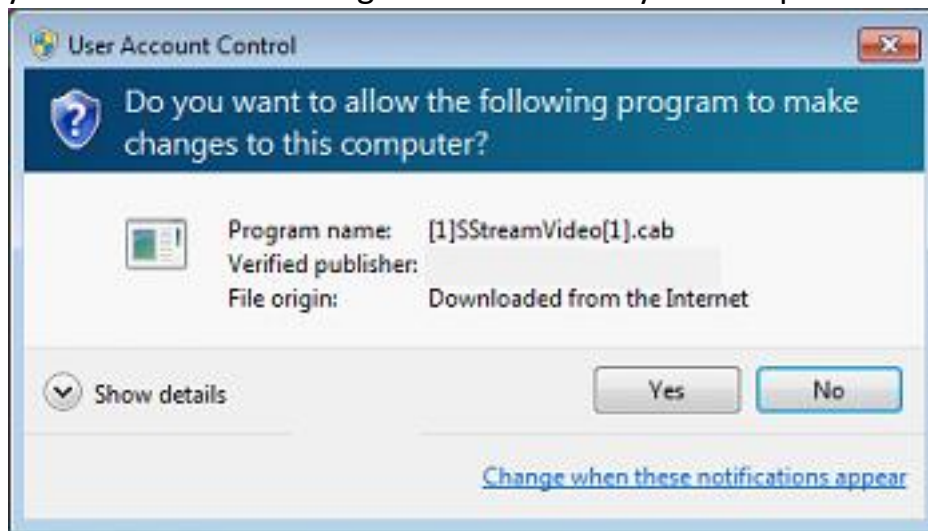 User Account Control
Do you want to allow the following program to make
changes to this computer?
Program name: [1]SStreamVideo[1].cab
Verified publisher:
File origin: Downloaded from the Internet
Show details
Yes No
Change when these notifications appear